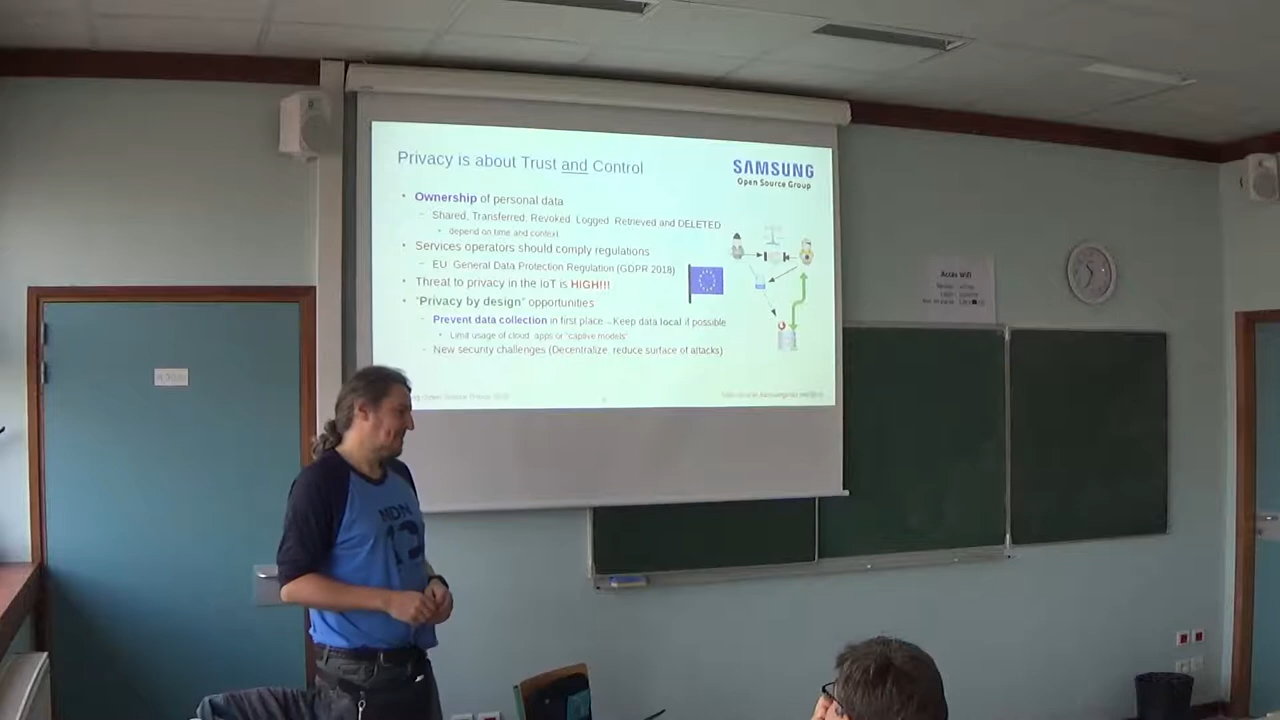 Privacy is about Trust and Control
SAMSUNG
Open Source Group
• Ownership of personal data
– Shared, Transferred, Revoked, Logged, Retrieved and DELETED
• depend on time and context
• Services operators should comply regulations
– EU: General Data Protection Regulation (GDPR 2018)
• Threat to privacy in the IoT is HIGH!!!
• "Privacy by design" opportunities
– Prevent data collection in first place - Keep data local if possible
• Limit usage of cloud apps or "captive models"
– New security challenges (Decentralize, reduce surface of attacks)
Accès WiFi
MDN
13